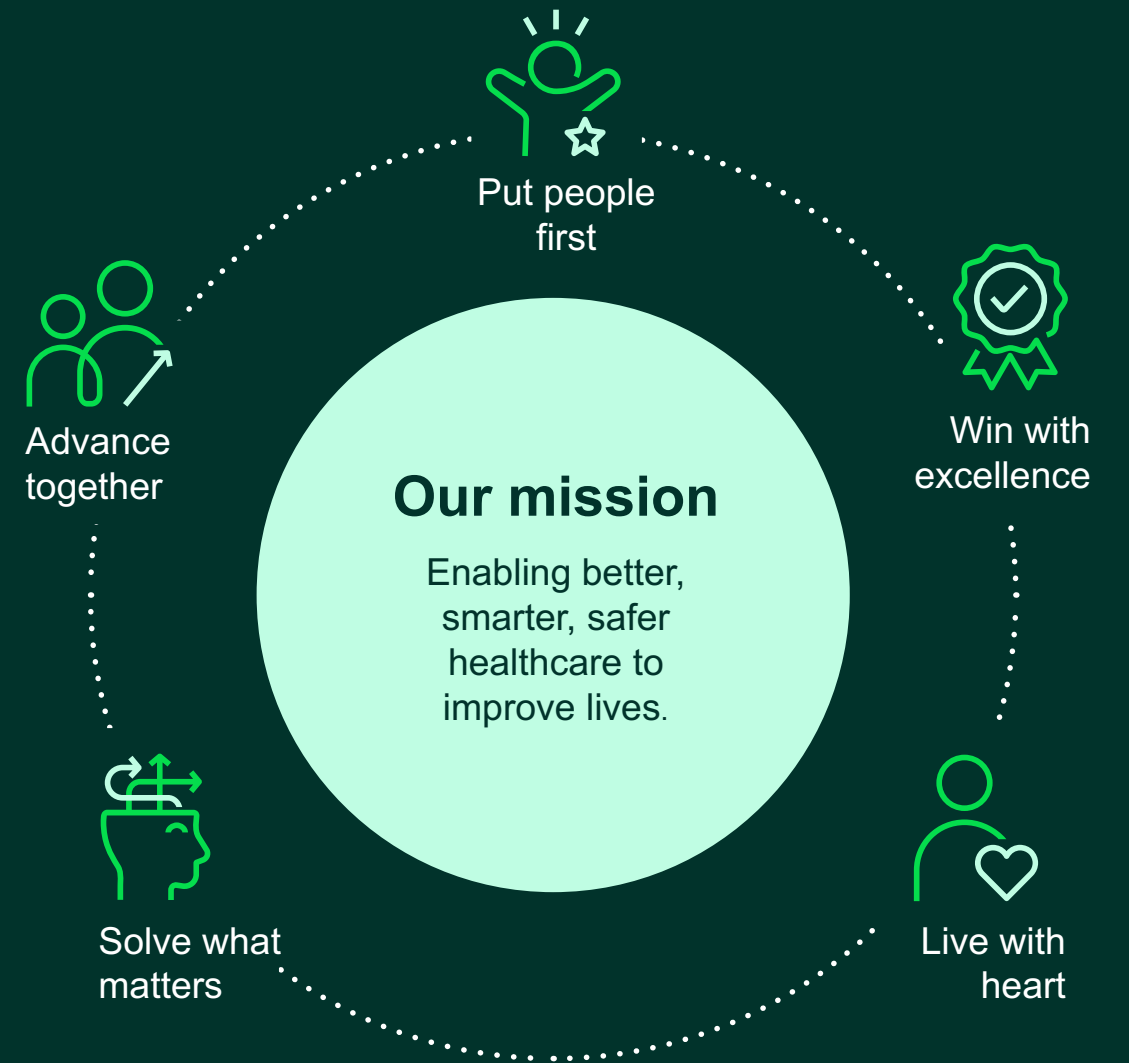 Put people
first
Win with
excellence
Advance
together
Our mission
Enabling better,
smarter, safer
healthcare to
improve lives.
Solve what
matters
Live with
heart